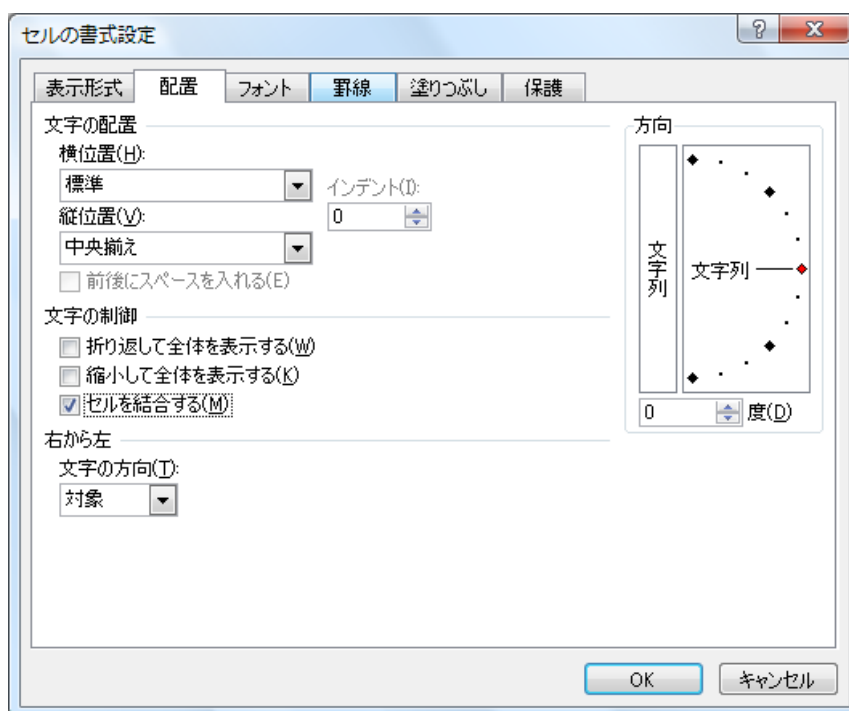 セルの書式設定
表示形式 配置 フォント 罫線 塗りつぶし 保護
文字の配置
横位置(H):
標準
インデント(I):
0
縦位置(V):
中央揃え
前後にスペースを入れる(E)
文字の制御
折り返して全体を表示する(W)
縮小して全体を表示する(K)
セルを結合する(M)
右から左
文字の方向(T):
対象
方向
文字列
文字列
0 度(D)
OK キャンセル